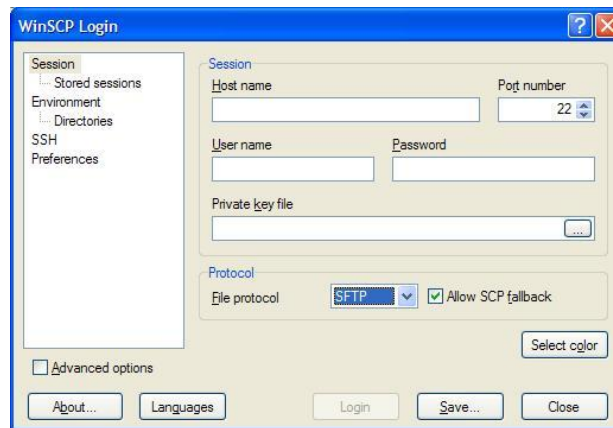 WinSCP Login
Session
Stored sessions
Environment
Directories
SSH
Preferences
Advanced options
Session
Host name Port number
22
User name Password
Private key file
...
Protocol
File protocol SFTP Allow SCP fallback
Select color
About... Languages Login Save... Close